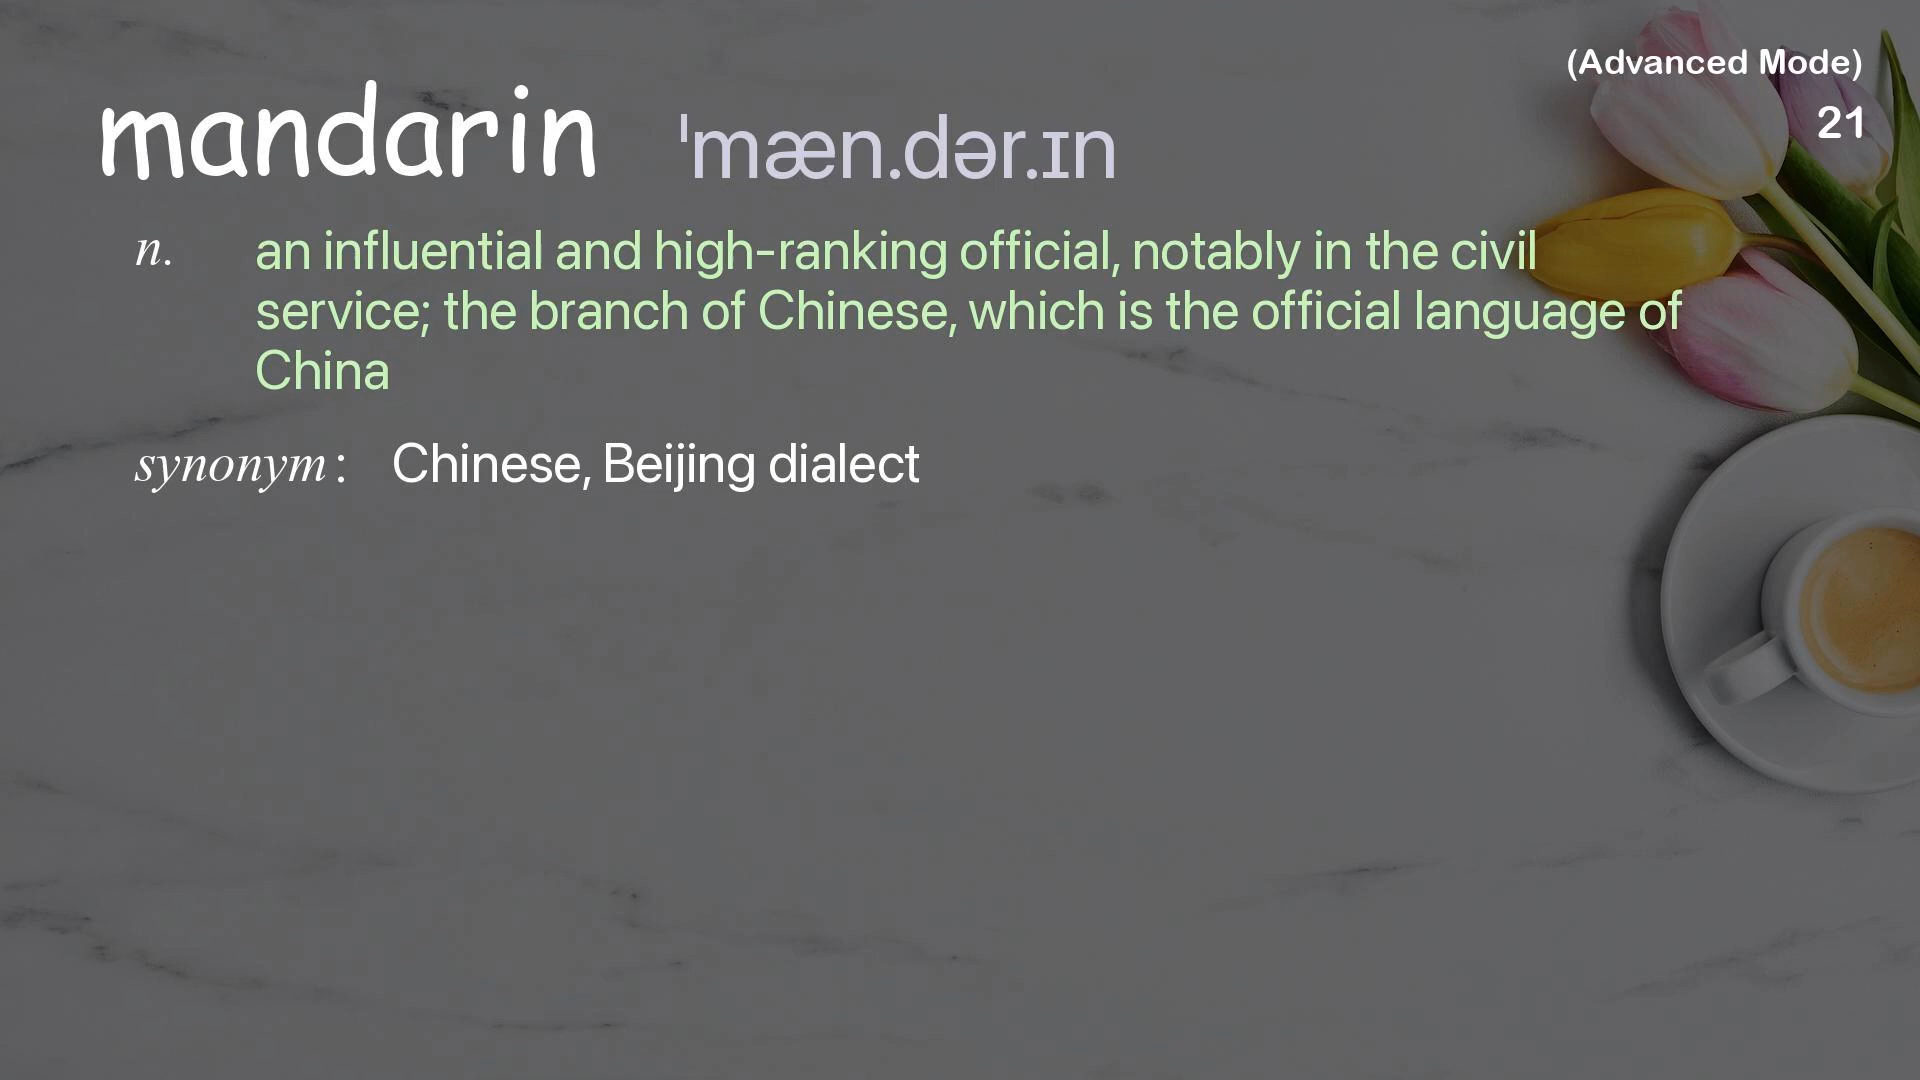 (Advanced Mode)
mandarin ˈmæn.dər.ɪn
21
n. an influential and high-ranking official, notably in the civil
service; the branch of Chinese, which is the official language of
China
synonym: Chinese, Beijing dialect